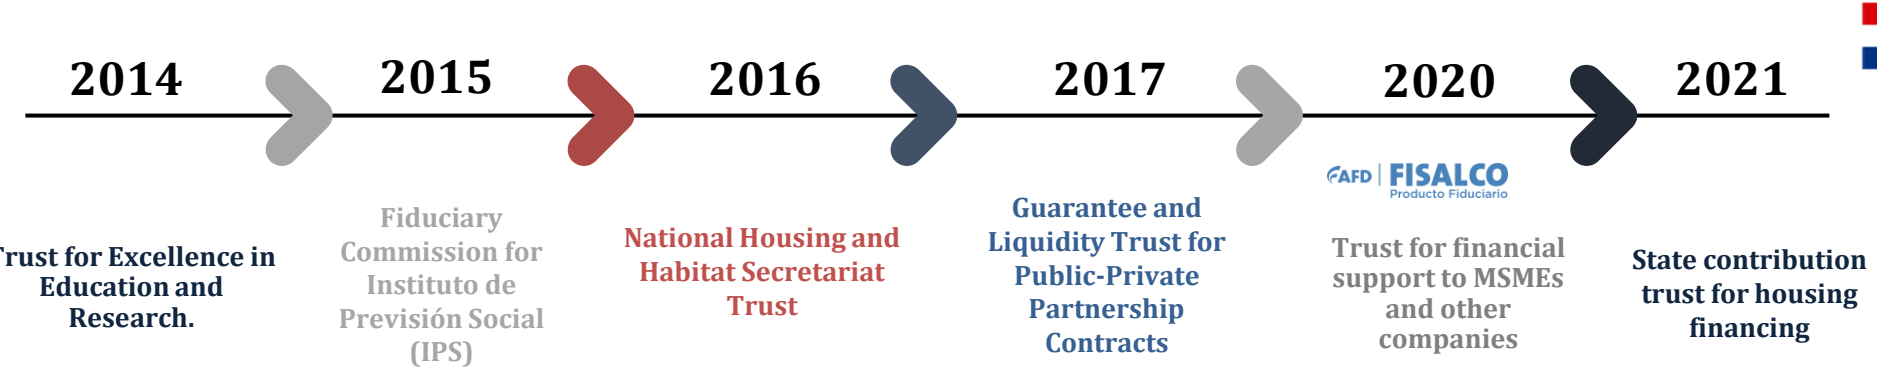 2014
2015
2016
2017
2020
2021
Trust for Excellence in
Education and
Research.
Fiduciary
Commission for
Instituto de
Previsión Social
(IPS)
National Housing and
Habitat Secretariat
Trust
Guarantee and
Liquidity Trust for
Public-Private
Partnership
Contracts
AFD | FISALCO
Producto Fiduciario
Trust for financial
support to MSMEs
and other
companies
State contribution
trust for housing
financing